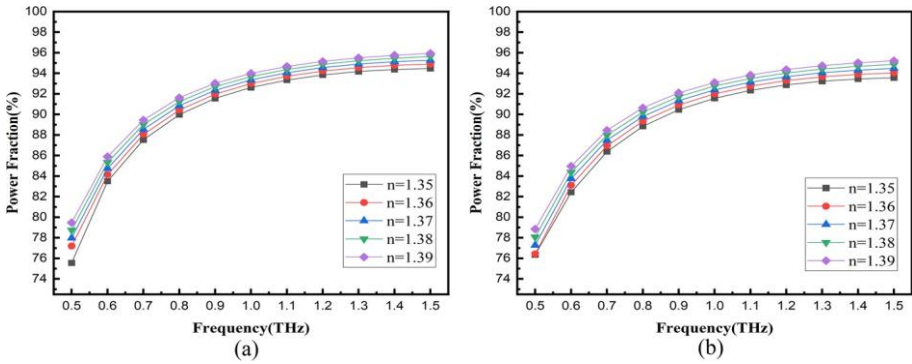 100
98
96
94
92
90
88
86
84
82
80
78
76
74
Power Fraction(%)
n=1.35
n=1.36
n=1.37
n=1.38
n=1.39
0.5 0.6 0.7 0.8 0.9 1.0 1.1 1.2 1.3 1.4 1.5
Frequency(THz)
(a)
100
98
96
94
92
90
88
86
84
82
80
78
76
74
Power Fraction(%)
n=1.35
n=1.36
n=1.37
n=1.38
n=1.39
0.5 0.6 0.7 0.8 0.9 1.0 1.1 1.2 1.3 1.4 1.5
Frequency(THz)
(b)